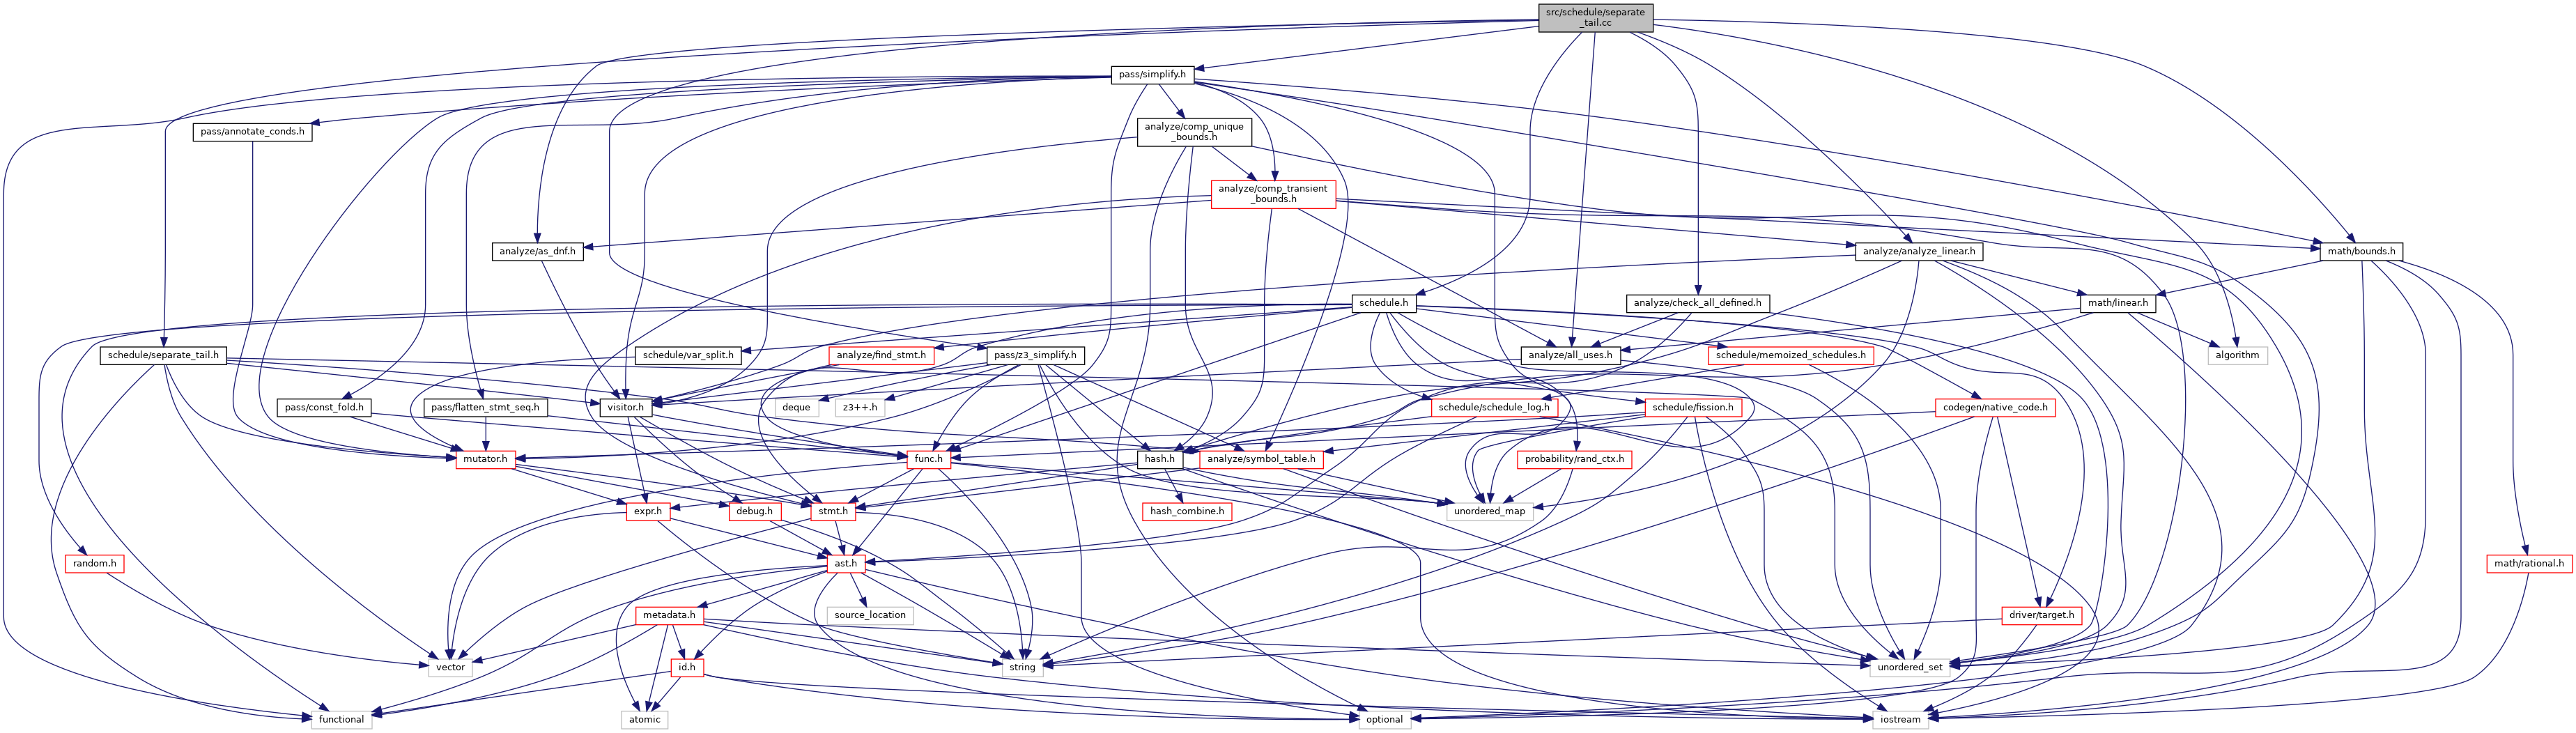 src/schedule/separate
_tail.cc
pass/simplify.h
pass/annotate_conds.h
analyze/comp_unique
_bounds.h
analyze/comp_transient
_bounds.h
analyze/as_dnf.h
analyze/analyze_linear.h
math/bounds.h
schedule.h
analyze/check_all_defined.h
math/linear.h
schedule/separate_tail.h
schedule/var_split.h
analyze/find_stmt.h
pass/z3_simplify.h
analyze/all_uses.h
schedule/memoized_schedules.h
algorithm
pass/const_fold.h
pass/flatten_stmt_seq.h
visitor.h
deque
z3++.h
schedule/schedule_log.h
schedule/fission.h
codegen/native_code.h
mutator.h
func.h
hash.h
analyze/symbol_table.h
probability/rand_ctx.h
expr.h
debug.h
stmt.h
hash_combine.h
unordered_map
random.h
ast.h
math/rational.h
metadata.h
source_location
driver/target.h
vector
id.h
string
unordered_set
functional
atomic
optional
iostream